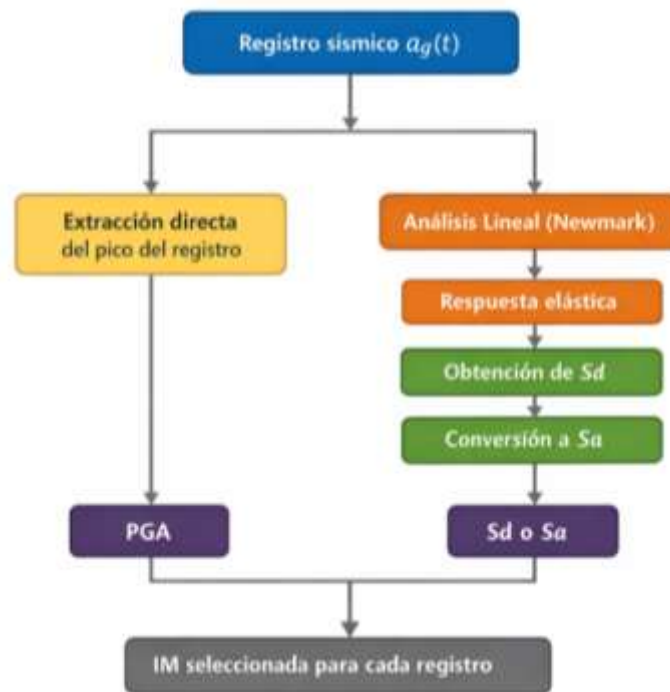 Registro sísmico a_g(t)
Extracción directa
del pico del registro
Análisis Lineal (Newmark)
Respuesta elástica
Obtención de Sd
Conversión a Sa
PGA
Sd o Sa
IM seleccionada para cada registro